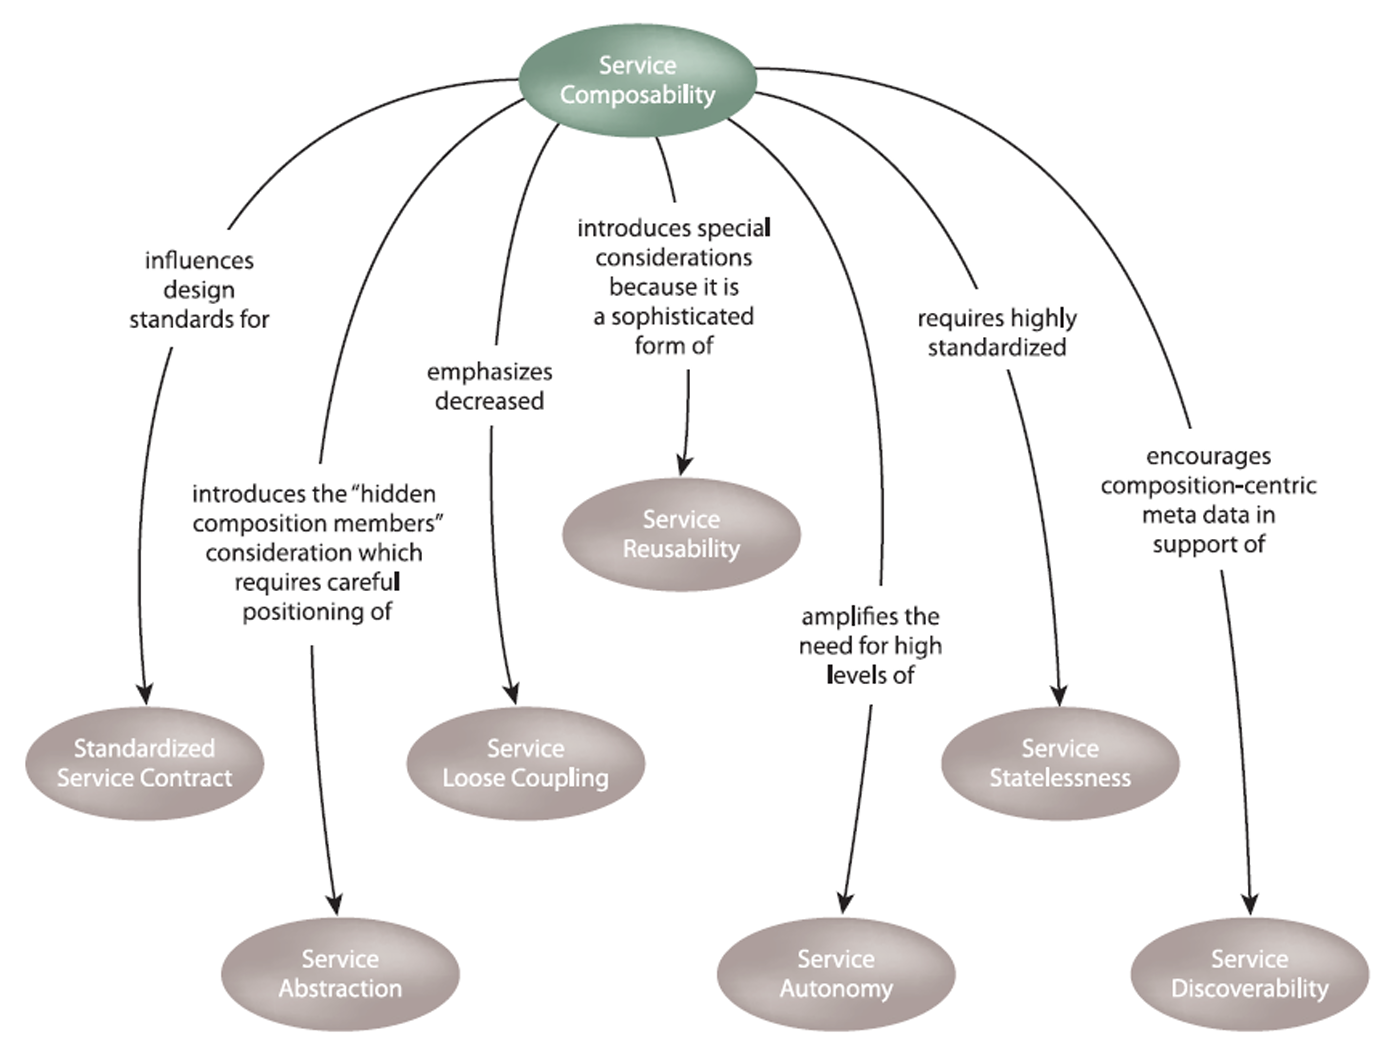 Service
Composability
influences
design
standards for
introduces the “hidden
composition members”
consideration which
requires careful
positioning of
emphasizes
decreased
introduces special
considerations
because it is
a sophisticated
form of
amplifies the
need for high
levels of
requires highly
standardized
encourages
composition-centric
meta data in
support of
Standardized
Service Contract
Service
Abstraction
Service
Loose Coupling
Service
Reusability
Service
Autonomy
Service
Statelessness
Service
Discoverability